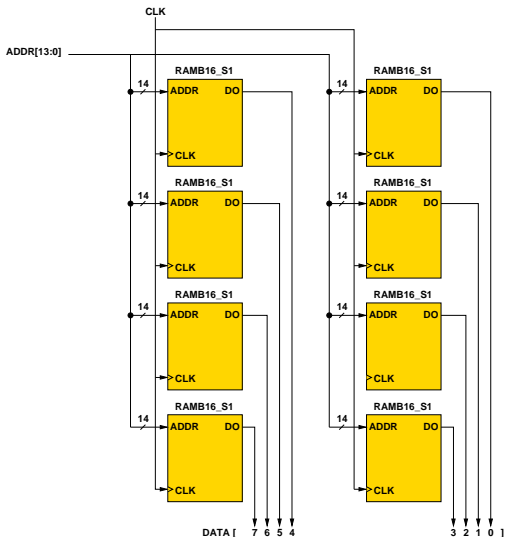 CLK
ADDR[13:0]
RAMB16_S1
14 ADDR DO
CLK
RAMB16_S1
14 ADDR DO
CLK
RAMB16_S1
14 ADDR DO
CLK
RAMB16_S1
14 ADDR DO
CLK
RAMB16_S1
14 ADDR DO
CLK
RAMB16_S1
14 ADDR DO
CLK
RAMB16_S1
14 ADDR DO
CLK
RAMB16_S1
14 ADDR DO
CLK
DATA [ 7 6 5 4 3 2 1 0 ]